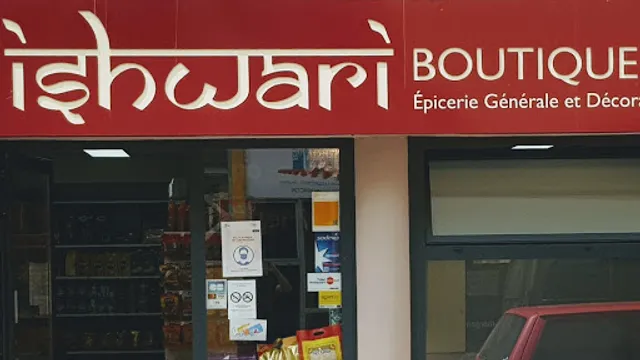 ishwari BOUTIQUE
Épicerie Générale et Décora